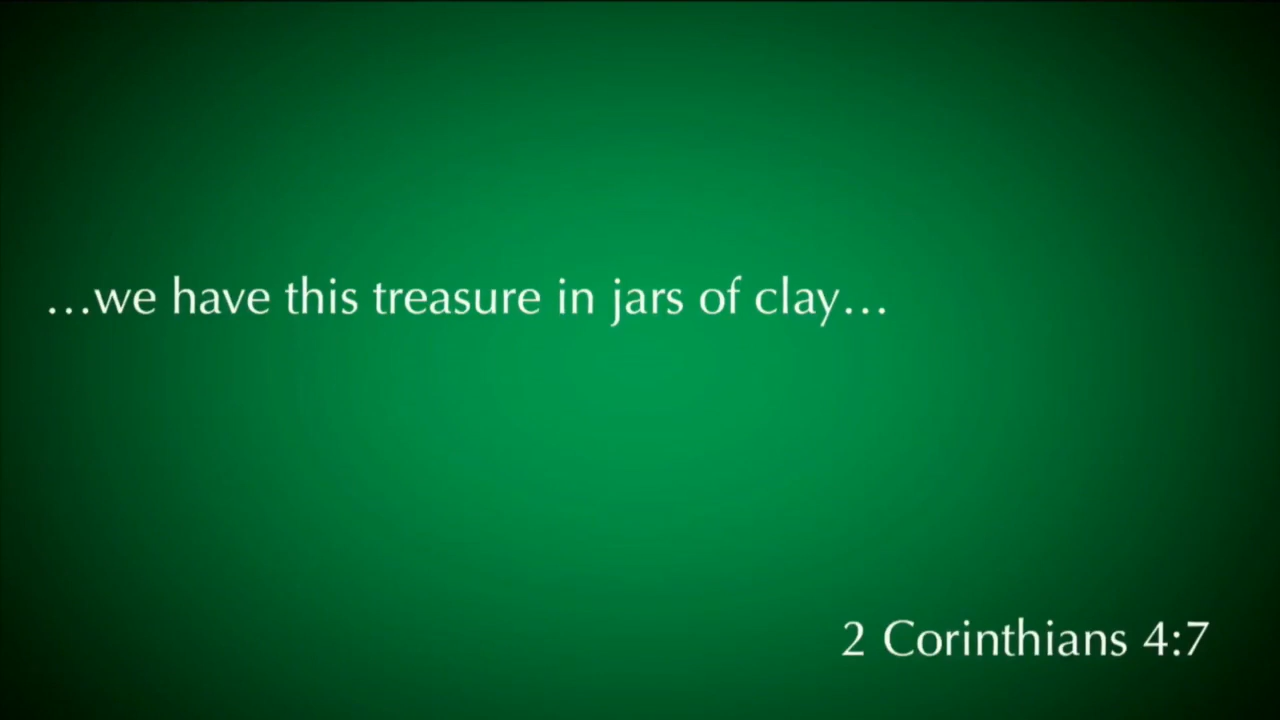 …we have this treasure in jars of clay…
2 Corinthians 4:7